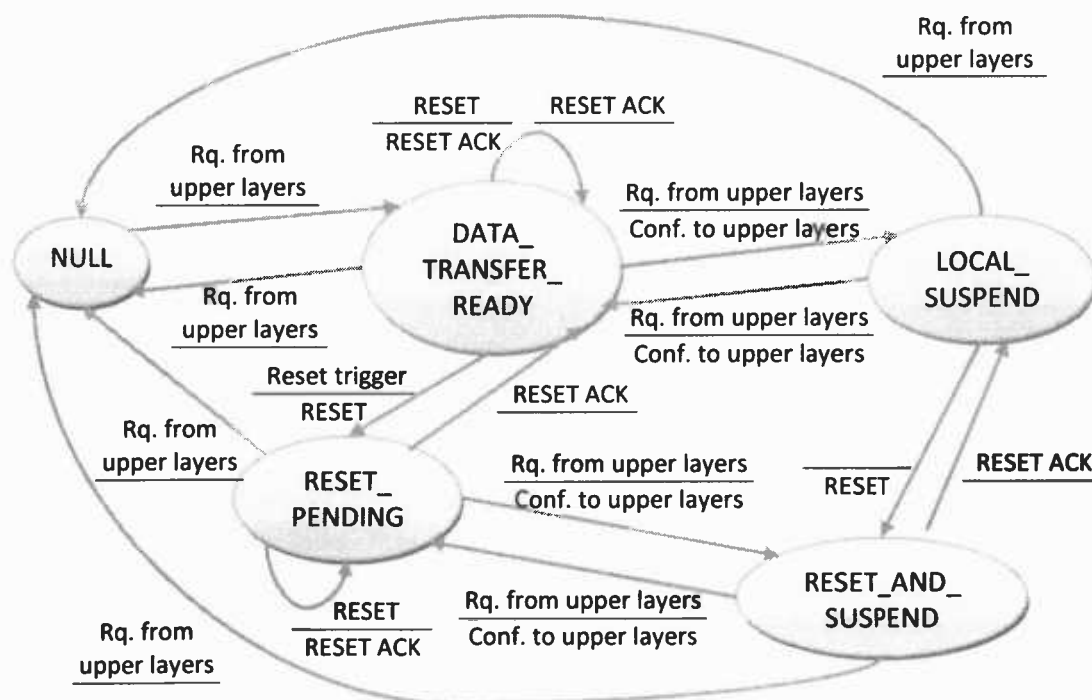 Rq. from
upper layers
RESET
RESET ACK
RESET ACK
Rq. from
upper layers
Rq. from upper layers
Conf. to upper layers
NULL
DATA_
TRANSFER_
READY
LOCAL_
SUSPEND
Rq. from
upper layers
Rq. from upper layers
Conf. to upper layers
Reset trigger
RESET
RESET ACK
Rq. from
upper layers
RESET_
PENDING
Rq. from upper layers
Conf. to upper layers
RESET
RESET ACK
RESET_AND_
SUSPEND
RESET
RESET ACK
Rq. from upper layers
Conf. to upper layers
Rq. from
upper layers